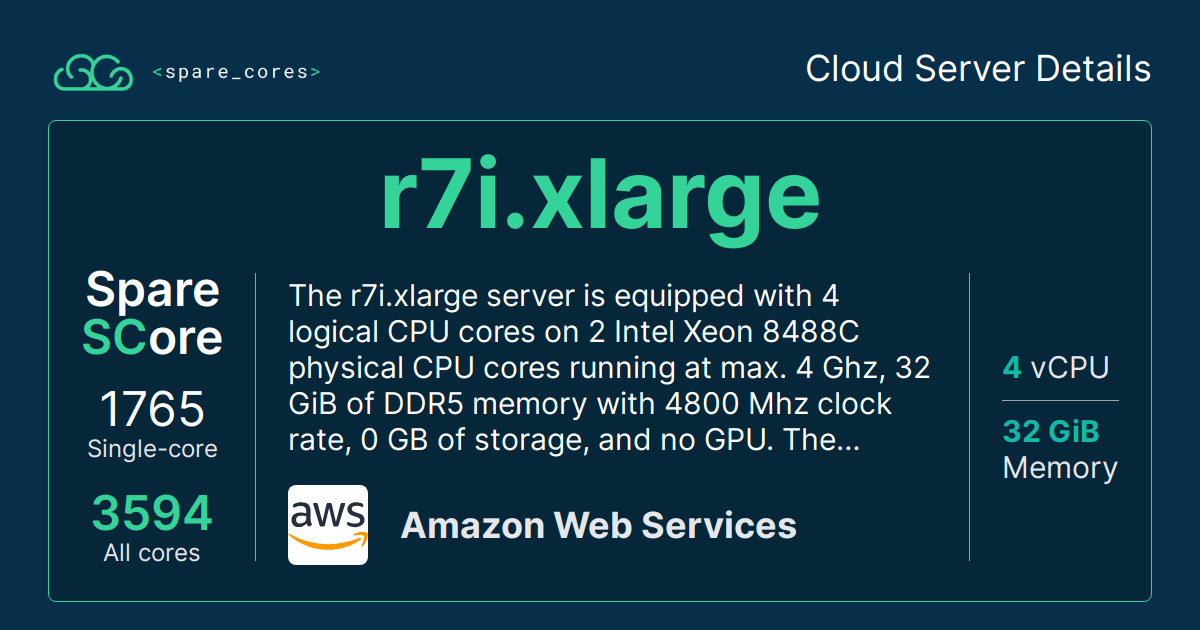 <spare_cores>
Cloud Server Details
r7i.xlarge
Spare
SCore
1765
Single-core
3594
All cores
The r7i.xlarge server is equipped with 4
logical CPU cores on 2 Intel Xeon 8488C
physical CPU cores running at max. 4 Ghz, 32
GiB of DDR5 memory with 4800 Mhz clock
rate, 0 GB of storage, and no GPU. The...
aws
Amazon Web Services
4 vCPU
32 GiB
Memory